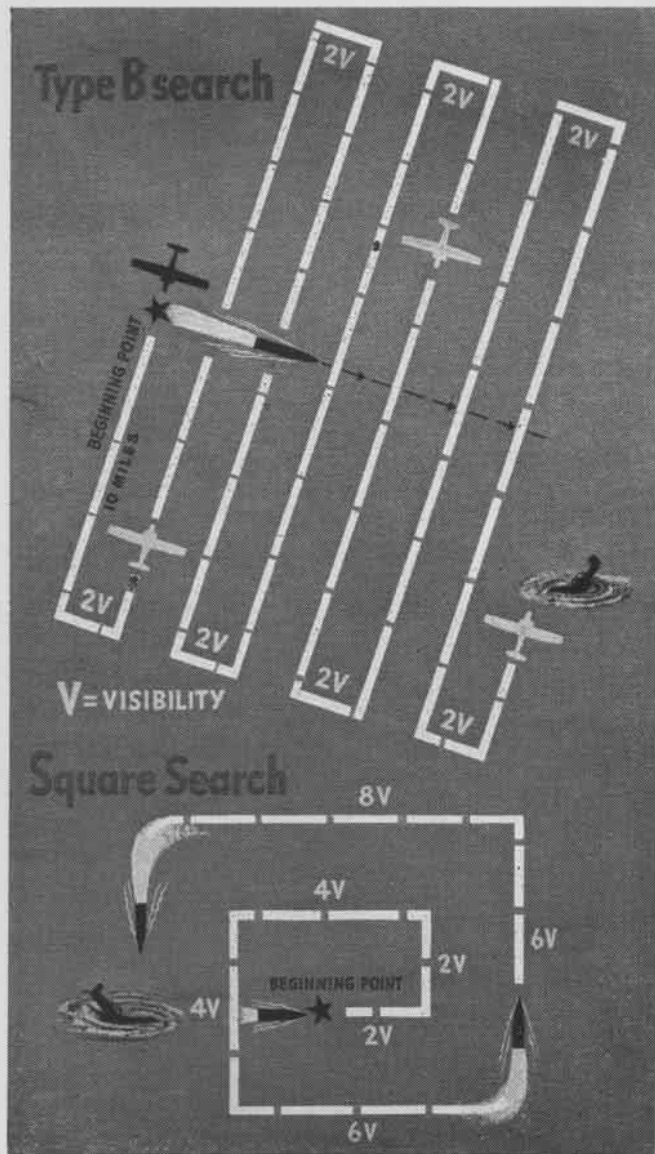 Type B search
2V
2V
2V
BEGINNING POINT
10 MILES
2V
2V
2V
2V
V = VISIBILITY
Square Search
8V
4V
6V
2V
BEGINNING POINT
4V
2V
6V